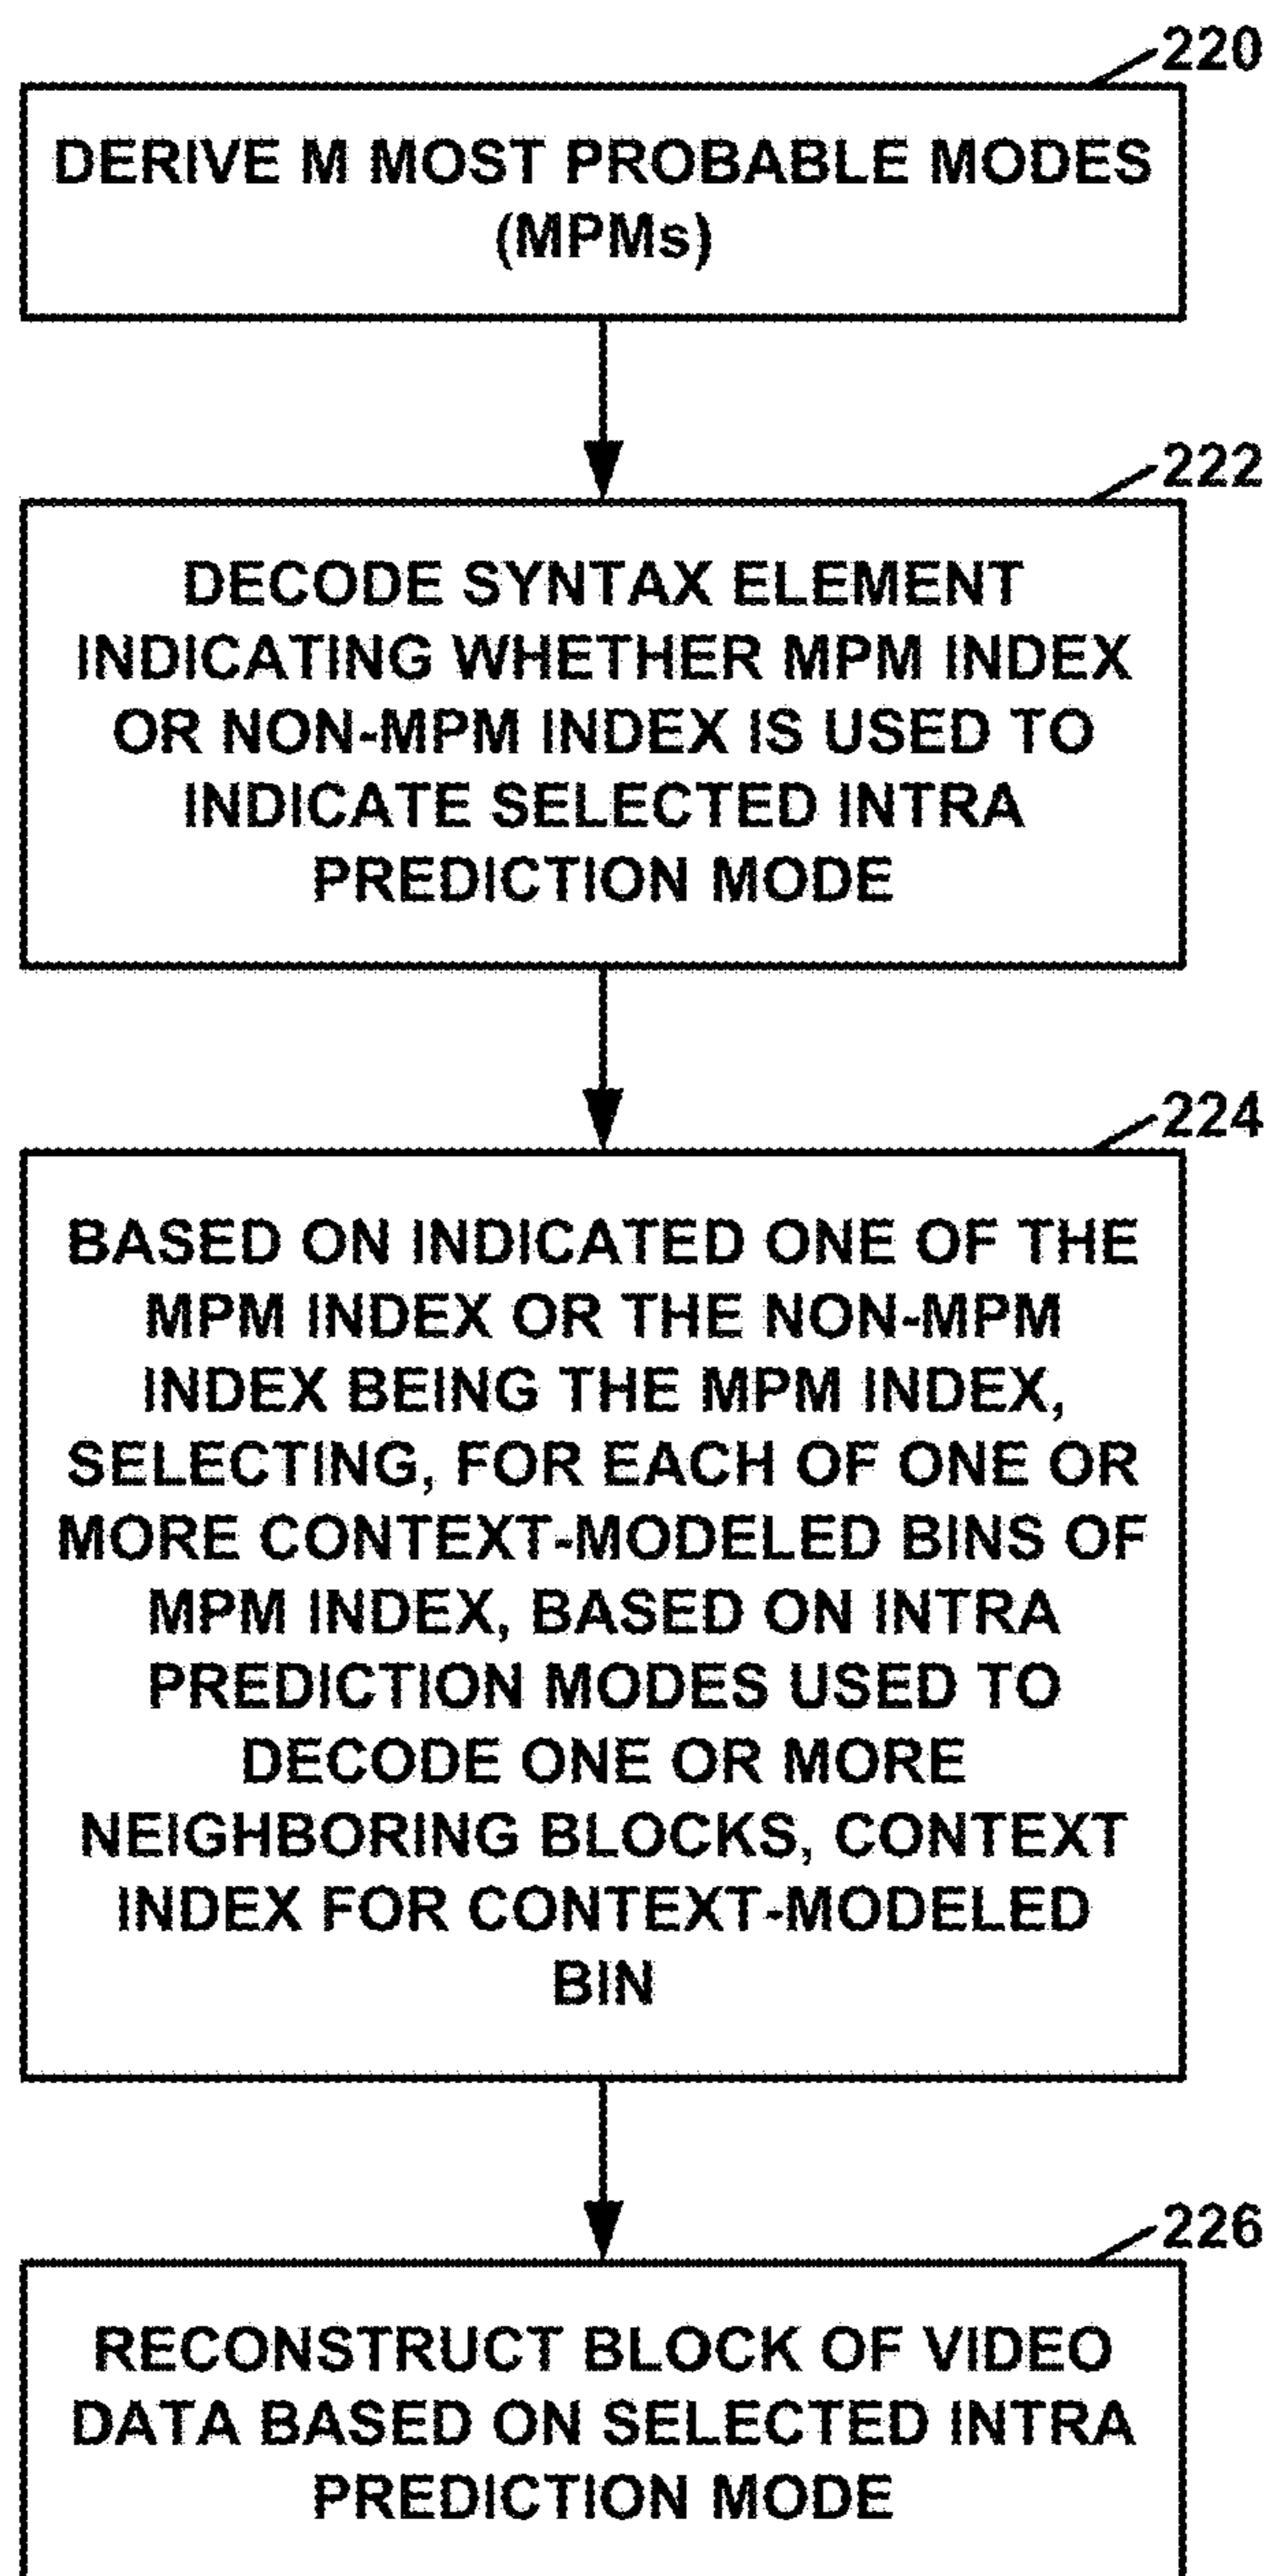 220
DERIVE M MOST PROBABLE MODES
(MPMs)
222
DECODE SYNTAX ELEMENT
INDICATING WHETHER MPM INDEX
OR NON-MPM INDEX IS USED TO
INDICATE SELECTED INTRA
PREDICTION MODE
224
BASED ON INDICATED ONE OF THE
MPM INDEX OR THE NON-MPM
INDEX BEING THE MPM INDEX,
SELECTING, FOR EACH OF ONE OR
MORE CONTEXT-MODELED BINS OF
MPM INDEX, BASED ON INTRA
PREDICTION MODES USED TO
DECODE ONE OR MORE
NEIGHBORING BLOCKS, CONTEXT
INDEX FOR CONTEXT-MODELED
BIN
226
RECONSTRUCT BLOCK OF VIDEO
DATA BASED ON SELECTED INTRA
PREDICTION MODE